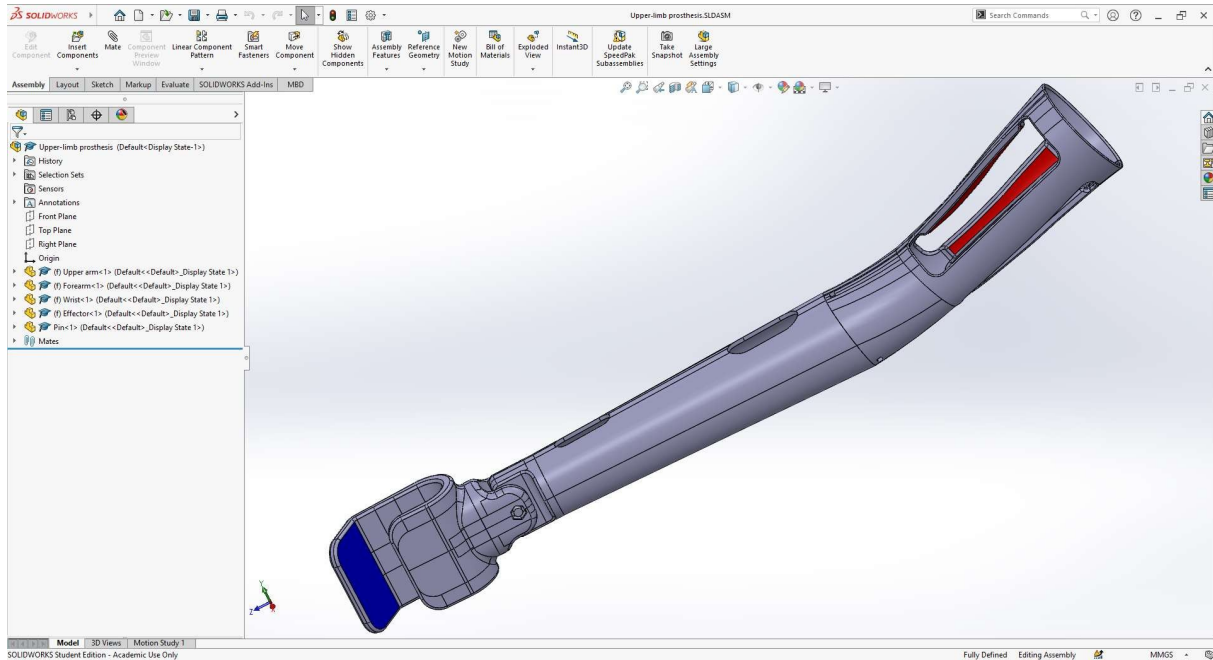 SOLIDWORKS
Upper-limb prosthesis.SLDASM
Search Commands
Edit Component
Insert Components
Mate
Component Preview Window
Linear Component Pattern
Smart Fasteners
Move Component
Show Hidden Components
Assembly Features
Reference Geometry
New Motion Study
Bill of Materials
Exploded View
Instant3D
Update SpeedPak Subassemblies
Take Snapshot
Large Assembly Settings
Assembly Layout Sketch Markup Evaluate SOLIDWORKS Add-Ins MBD
Upper-limb prosthesis (Default<Display State-1>)
History
Selection Sets
Sensors
A Annotations
Front Plane
Top Plane
Right Plane
Origin
(f) Upper arm<1> (Default<<Default>_Display State 1>)
(f) Forearm<1> (Default<<Default>_Display State 1>)
(f) Wrist<1> (Default<<Default>_Display State 1>)
(f) Effector<1> (Default<<Default>_Display State 1>)
Pin<1> (Default<<Default>_Display State 1>)
Mates
Y
Z
Model 3D Views Motion Study 1
SOLIDWORKS Student Edition - Academic Use Only
Fully Defined Editing Assembly MMGS